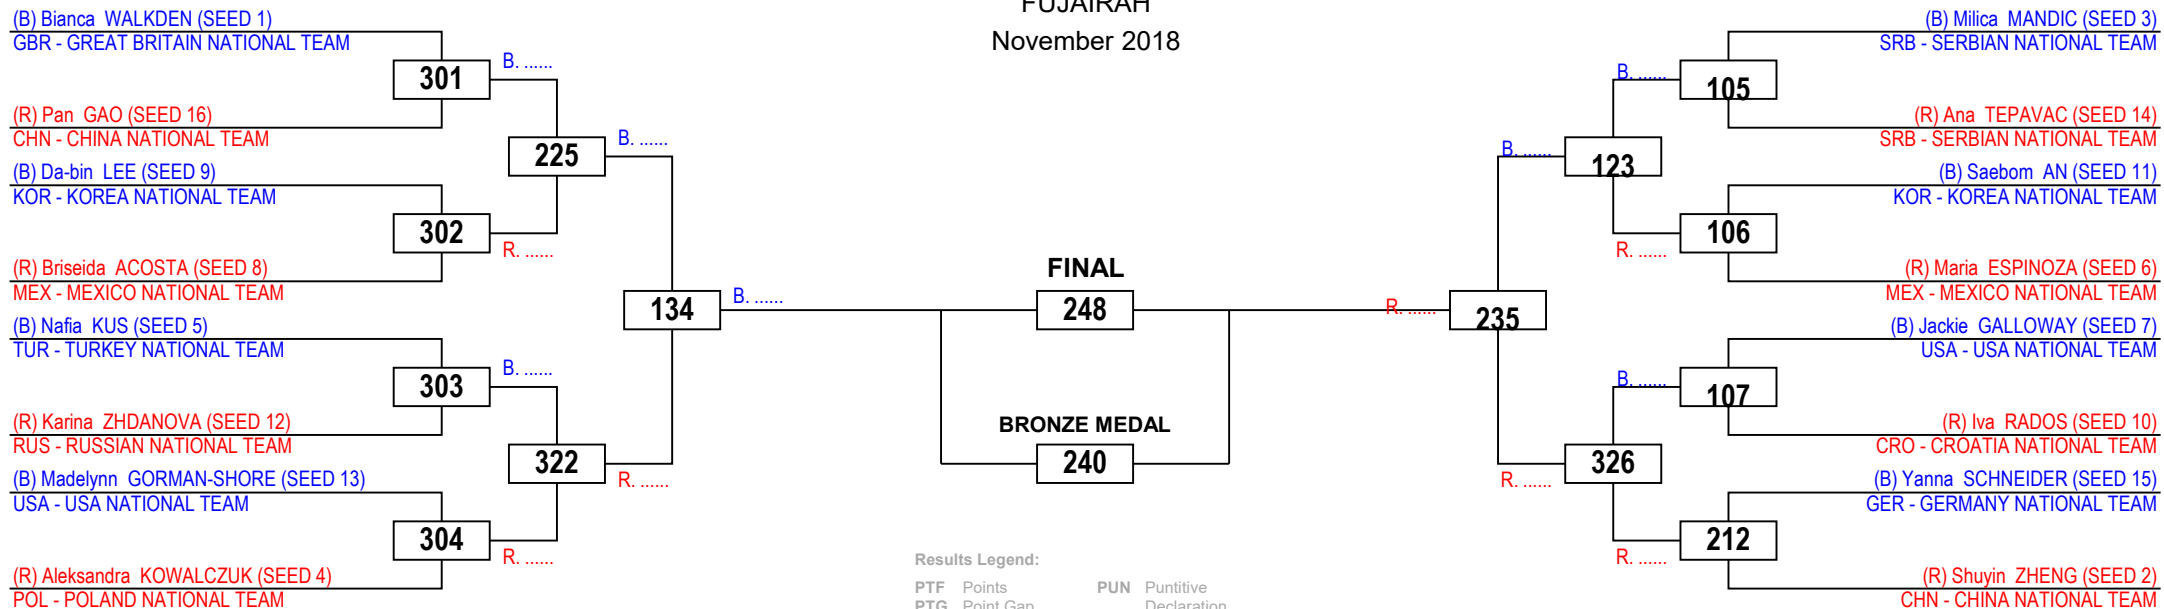 FUJAIRAH
November 2018
(B) Bianca WALKDEN (SEED 1)
GBR - GREAT BRITAIN NATIONAL TEAM
301
B. ......
(R) Pan GAO (SEED 16)
CHN - CHINA NATIONAL TEAM
225
B. ......
(B) Da-bin LEE (SEED 9)
KOR - KOREA NATIONAL TEAM
302
R. ......
(R) Briseida ACOSTA (SEED 8)
MEX - MEXICO NATIONAL TEAM
134
B. ......
(B) Nafia KUS (SEED 5)
TUR - TURKEY NATIONAL TEAM
303
B. ......
(R) Karina ZHDANOVA (SEED 12)
RUS - RUSSIAN NATIONAL TEAM
322
R. ......
(B) Madelynn GORMAN-SHORE (SEED 13)
USA - USA NATIONAL TEAM
304
R. ......
(R) Aleksandra KOWALCZUK (SEED 4)
POL - POLAND NATIONAL TEAM
FINAL
248
BRONZE MEDAL
240
Results Legend:
PTF Points PUN Puntitive
PTG Point Gap Declaration
(B) Milica MANDIC (SEED 3)
SRB - SERBIAN NATIONAL TEAM
B. ......
105
(R) Ana TEPAVAC (SEED 14)
SRB - SERBIAN NATIONAL TEAM
B. ......
123
(B) Saebom AN (SEED 11)
KOR - KOREA NATIONAL TEAM
R. ......
106
(R) Maria ESPINOZA (SEED 6)
MEX - MEXICO NATIONAL TEAM
R. ......
235
(B) Jackie GALLOWAY (SEED 7)
USA - USA NATIONAL TEAM
B. ......
107
(R) Iva RADOS (SEED 10)
CRO - CROATIA NATIONAL TEAM
R. ......
326
(B) Yanna SCHNEIDER (SEED 15)
GER - GERMANY NATIONAL TEAM
R. ......
212
(R) Shuyin ZHENG (SEED 2)
CHN - CHINA NATIONAL TEAM